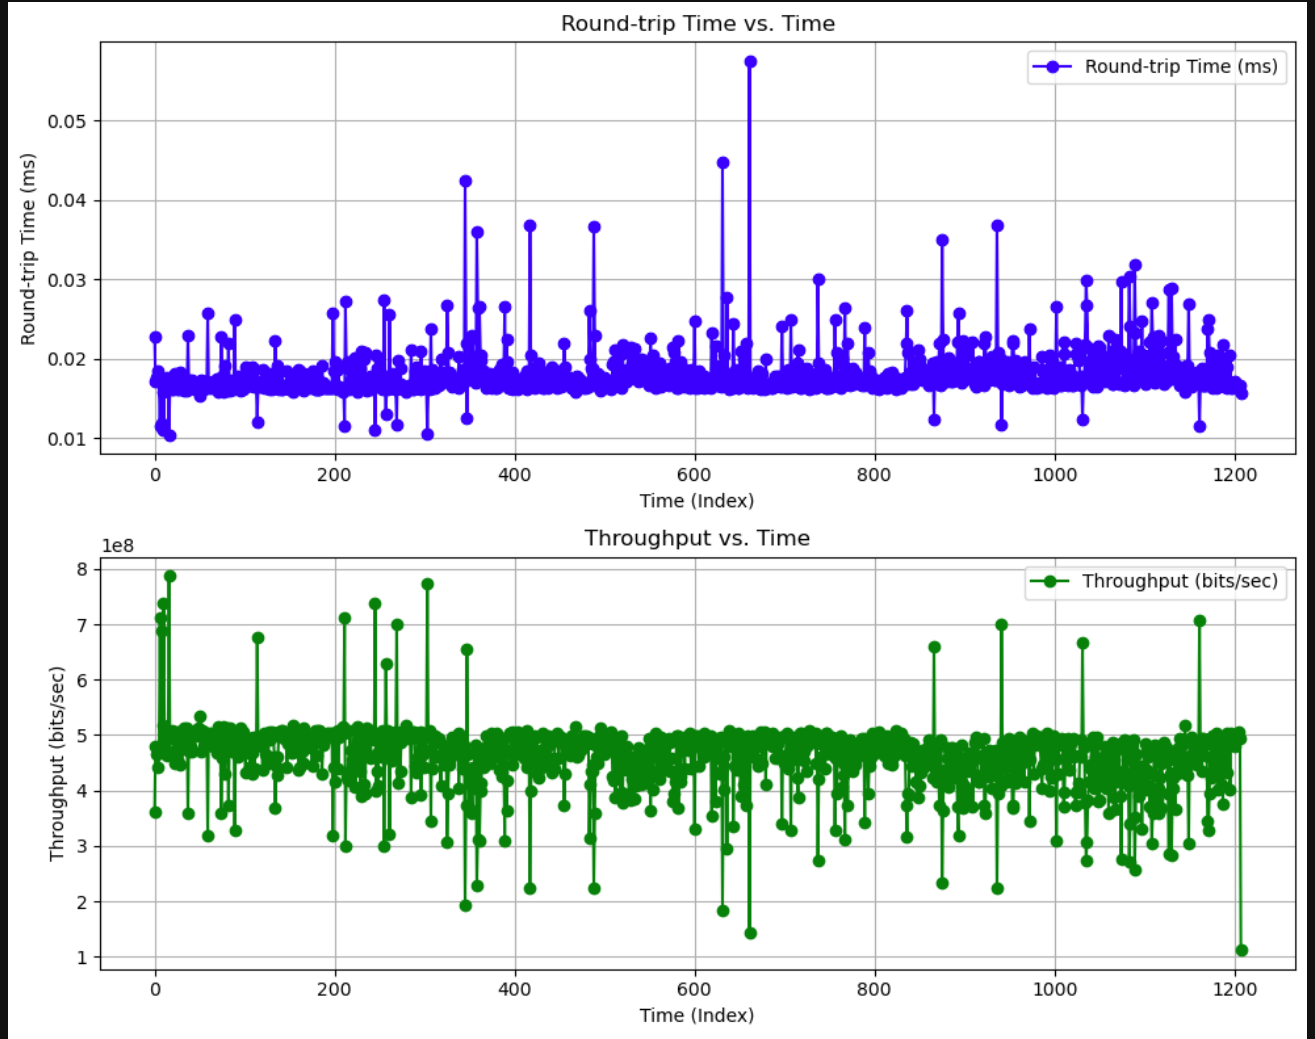 Round-trip Time vs. Time
Round-trip Time (ms)
0.05
0.04
0.03
0.02
0.01
Round-trip Time (ms)
0 200 400 600 800 1000 1200
Time (Index)
Throughput vs. Time
1e8
Throughput (bits/sec)
8
7
6
5
4
3
2
1
Throughput (bits/sec)
0 200 400 600 800 1000 1200
Time (Index)